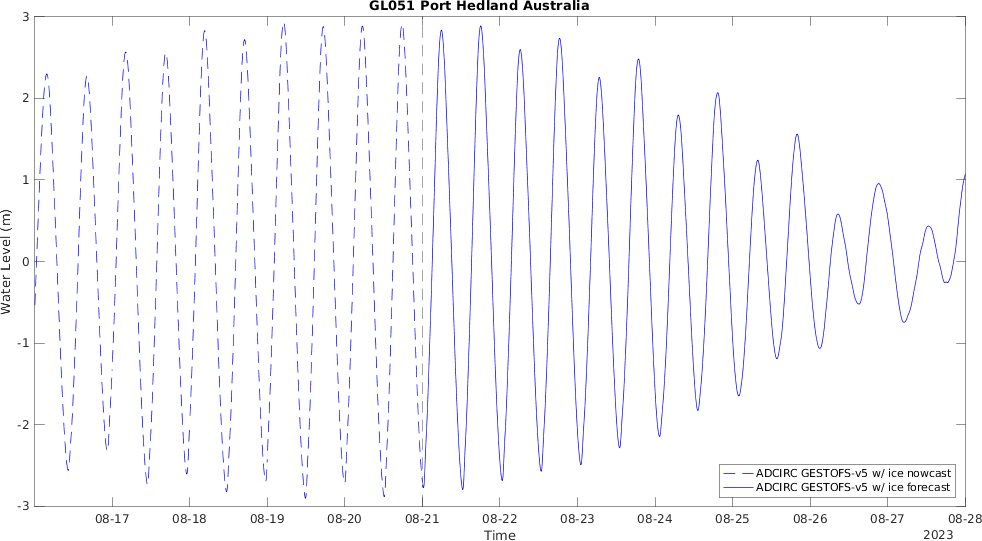 GL051 Port Hedland Australia
3
2
1
0
-1
-2
-3
Water Level (m)
ADCIRC GESTOFS-v5 w/ ice nowcast
ADCIRC GESTOFS-v5 w/ ice forecast
08-17 08-18 08-19 08-20 08-21 08-22 08-23 08-24 08-25 08-26 08-27 08-28
Time 2023